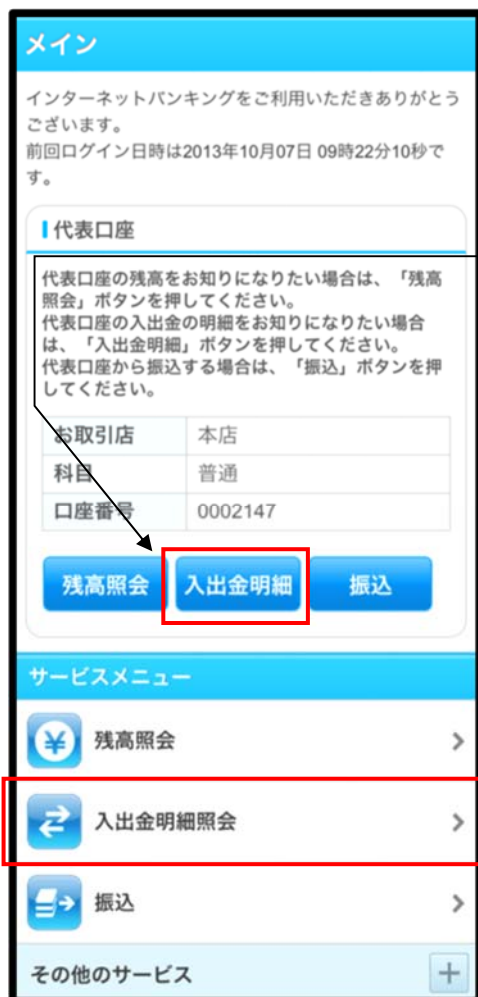 メイン
インターネットバンキングをご利用いただきありがとう
ございます。
前回ログイン日時は2013年10月07日 09時22分10秒で
す。
代表口座
代表口座の残高をお知りになりたい場合は、「残高
照会」ボタンを押してください。
代表口座の入出金の明細をお知りになりたい場合
は、「入出金明細」ボタンを押してください。
代表口座から振込する場合は、「振込」ボタンを押
してください。
お取引店 本店
科目 普通
口座番号 0002147
残高照会 入出金明細 振込
サービスメニュー
残高照会
入出金明細照会
振込
その他のサービス